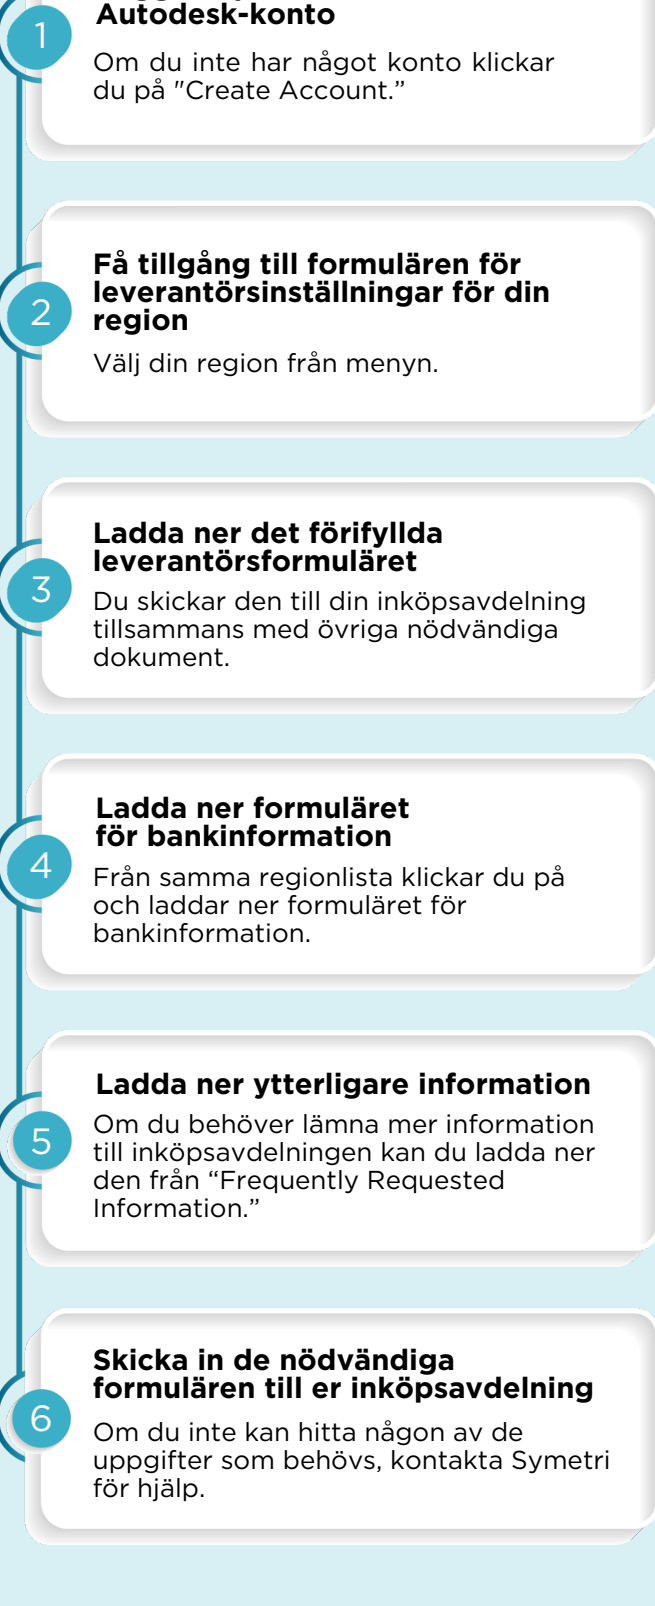 1
Autodesk-konto
Om du inte har något konto klickar
du på "Create Account.”
2
Få tillgång till formulären för
leverantörsinställningar för din
region
Välj din region från menyn.
3
Ladda ner det förifyllda
leverantörsformuläret
Du skickar den till din inköpsavdelning
tillsammans med övriga nödvändiga
dokument.
4
Ladda ner formuläret
för bankinformation
Från samma regionlista klickar du på
och laddar ner formuläret för
bankinformation.
5
Ladda ner ytterligare information
Om du behöver lämna mer information
till inköpsavdelningen kan du ladda ner
den från “Frequently Requested
Information.”
6
Skicka in de nödvändiga
formulären till er inköpsavdelning
Om du inte kan hitta någon av de
uppgifter som behövs, kontakta Symetri
för hjälp.